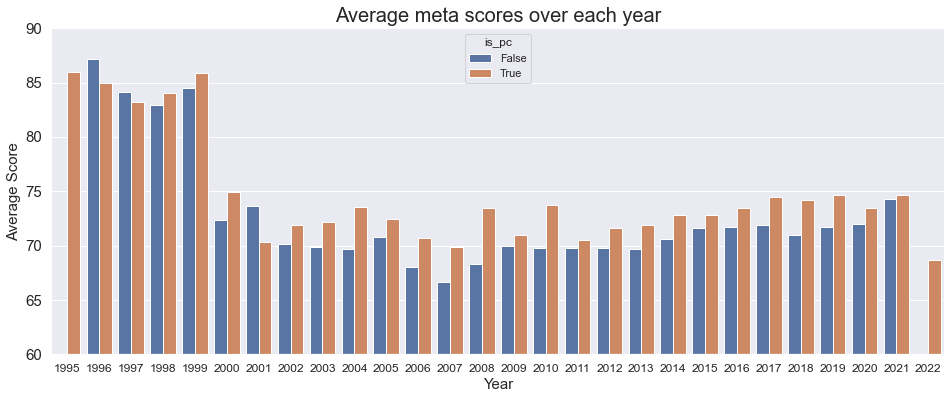 Average meta scores over each year
is_pc
False
True
Average Score
90
85
80
75
70
65
60
1995 1996 1997 1998 1999 2000 2001 2002 2003 2004 2005 2006 2007 2008 2009 2010 2011 2012 2013 2014 2015 2016 2017 2018 2019 2020 2021 2022
Year